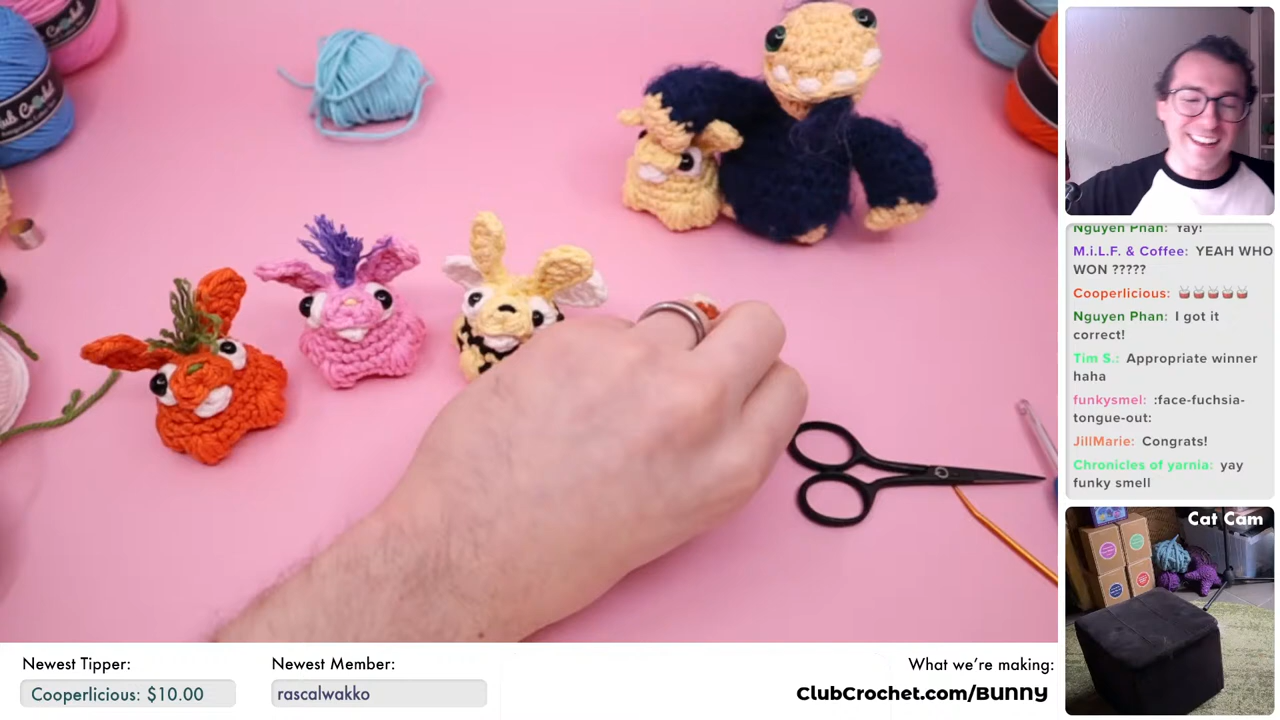 Nguyen Phan: Yay!
M.i.L.F. & Coffee: YEAH WHO
WON ?????
Cooperlicious: 🥁🥁🥁🥁🥁
Nguyen Phan: I got it
correct!
Tim S.: Appropriate winner
haha
funkysmel: :face-fuchsia-
tongue-out:
JillMarie: Congrats!
Chronicles of yarnia: yay
funky smell
Cat Cam
Newest Tipper:
Cooperlicious: $10.00
Newest Member:
rascalwakko
What we're making:
ClubCrochet.com/BUNNY